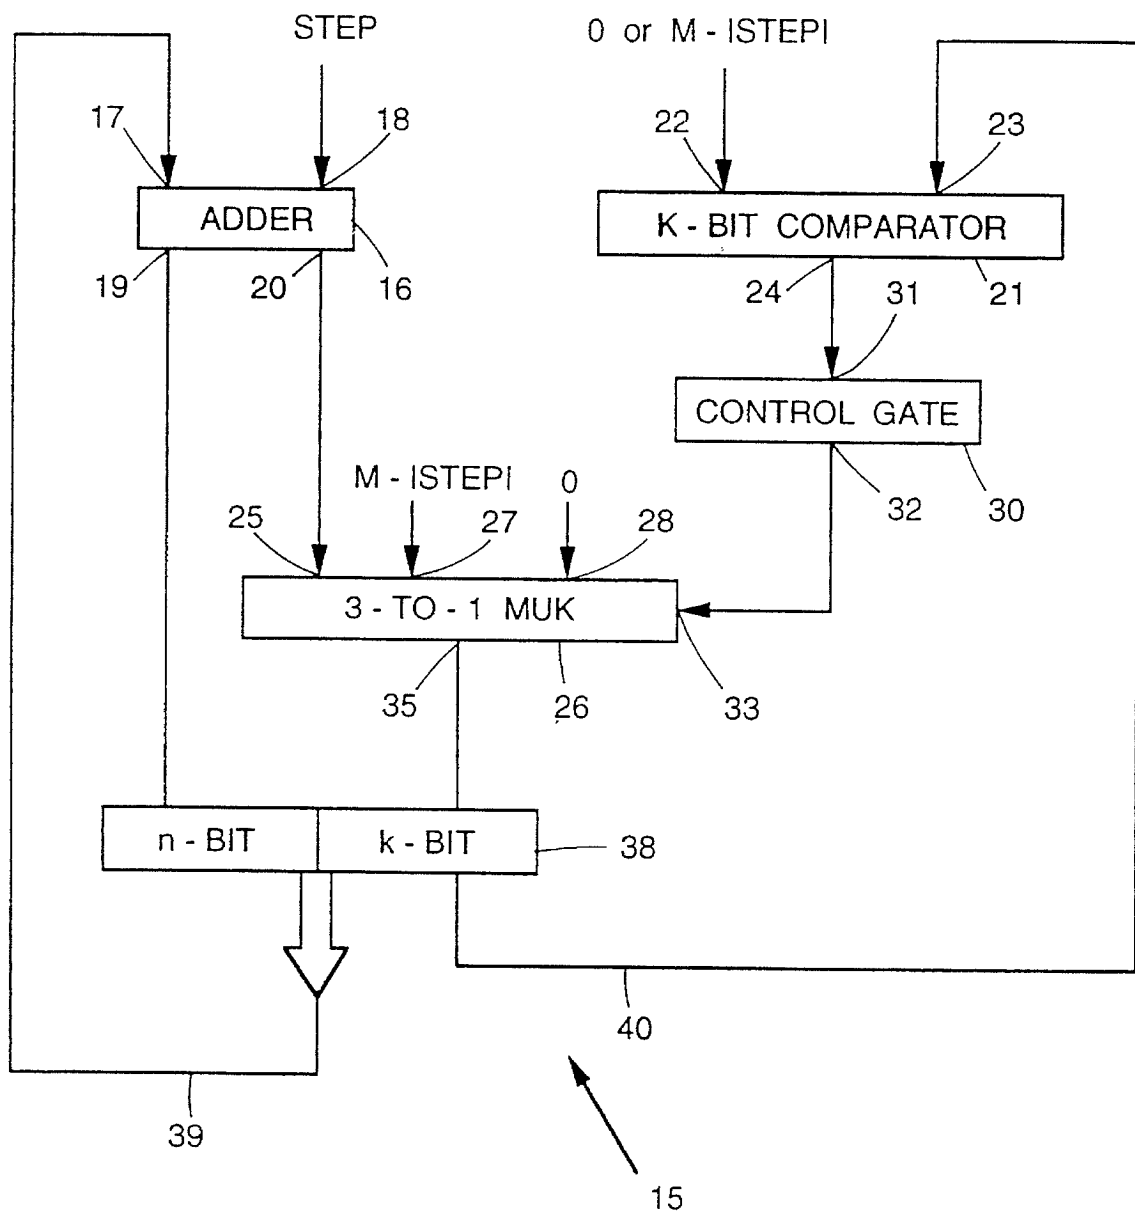 STEP
0 or M - ISTEPI
17
18
22
23
ADDER
K - BIT COMPARATOR
19
20
16
24
31
21
CONTROL GATE
M - ISTEPI
0
32
30
25
27
28
3 - TO - 1 MUK
35
26
33
n - BIT
k - BIT
38
40
39
15